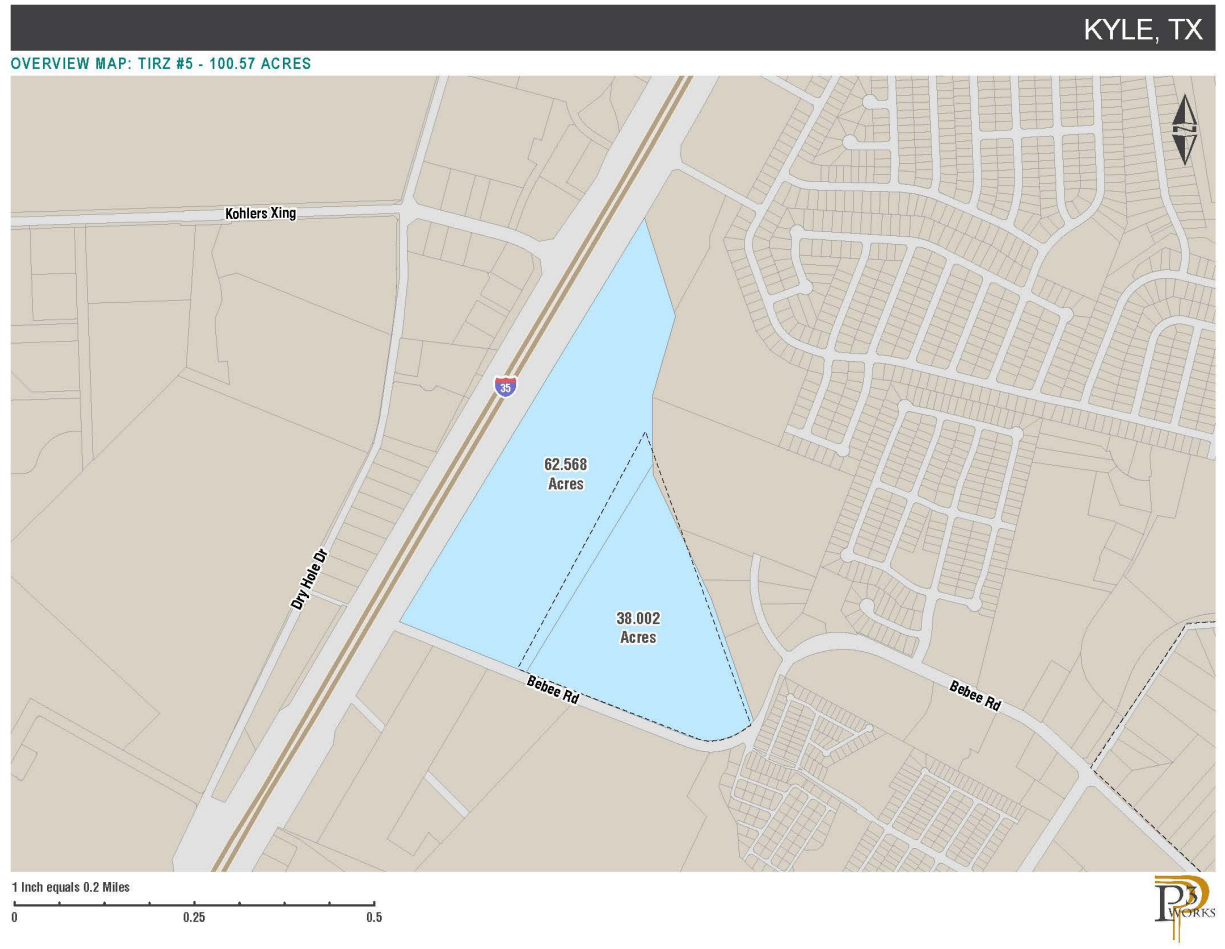 KYLE, TX
OVERVIEW MAP: TIRZ #5 - 100.57 ACRES
N
Kohlers Xing
35
62.568
Acres
Dry Hole Dr
38.002
Acres
Bebee Rd
Bebee Rd
1 Inch equals 0.2 Miles
0 0.25 0.5
P3
WORKS